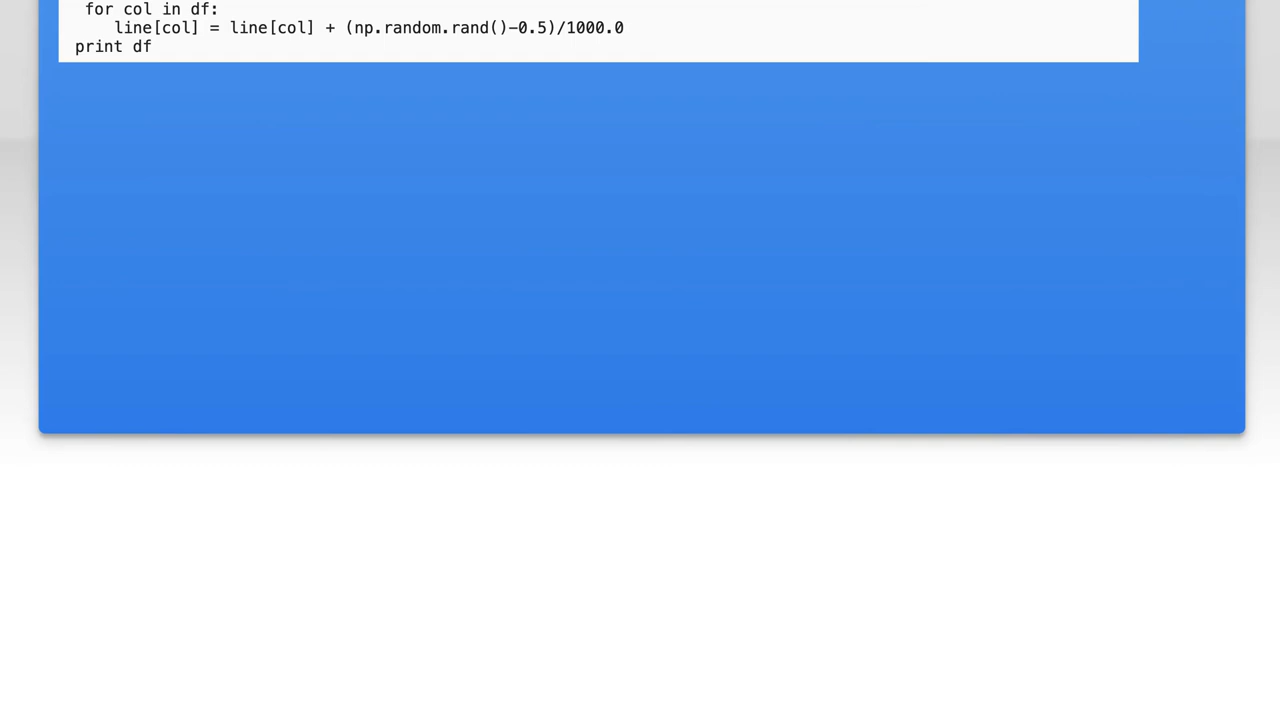 for col in df:
line[col] = line[col] + (np.random.rand()-0.5)/1000.0
print df